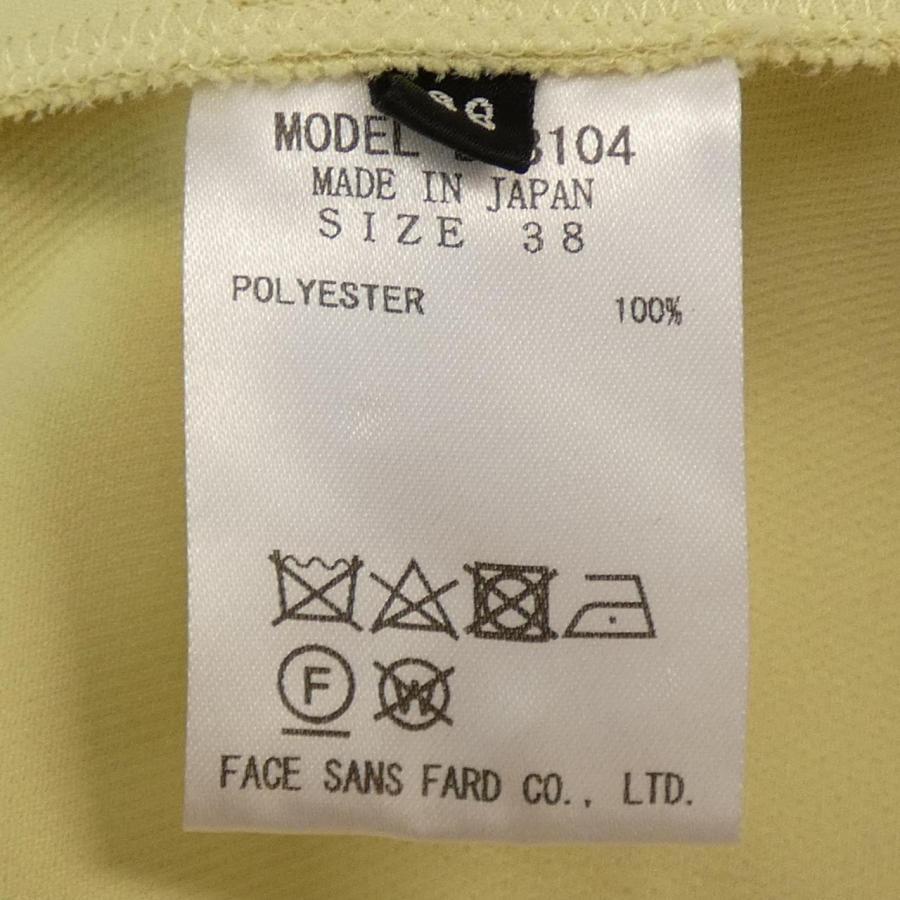 MODEL 3104
MADE IN JAPAN
SIZE 38
POLYESTER 100%
F W
FACE SANS FARD CO., LTD.